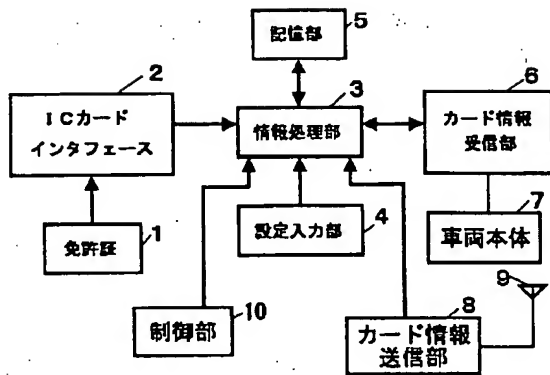 5
記憶部
2
ICカード
インタフェース
3
情報処理部
6
カード情報
受信部
免許証
1
設定入力部
4
7
車両本体
9
制御部
10
8
カード情報
送信部